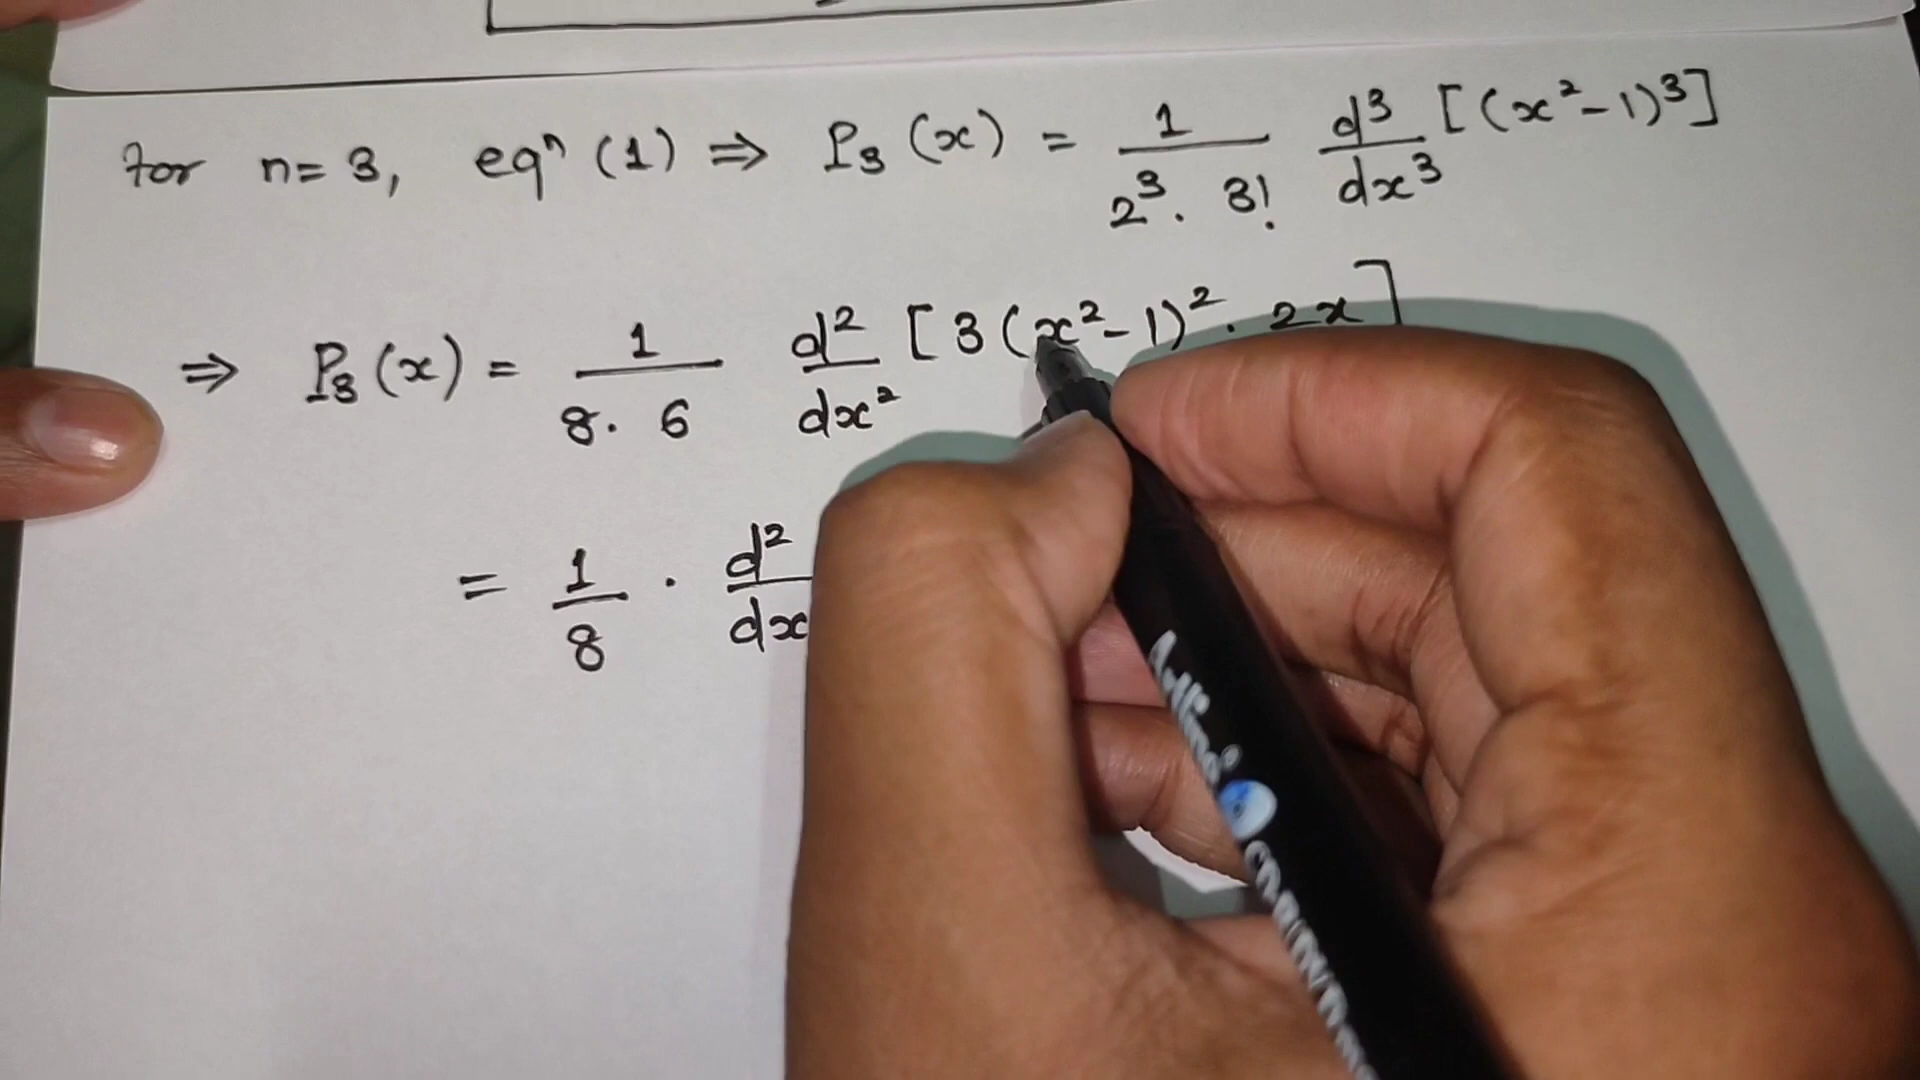 For n=3, eqⁿ (1) ⇒ P₃(x) = 1/(2³. 3!) d³/dx³ [(x²-1)³]
⇒ P₃(x) = 1/(8. 6) d²/dx² [3(x²-1)². 2x]
= 1/8 . d²/dx
Artline